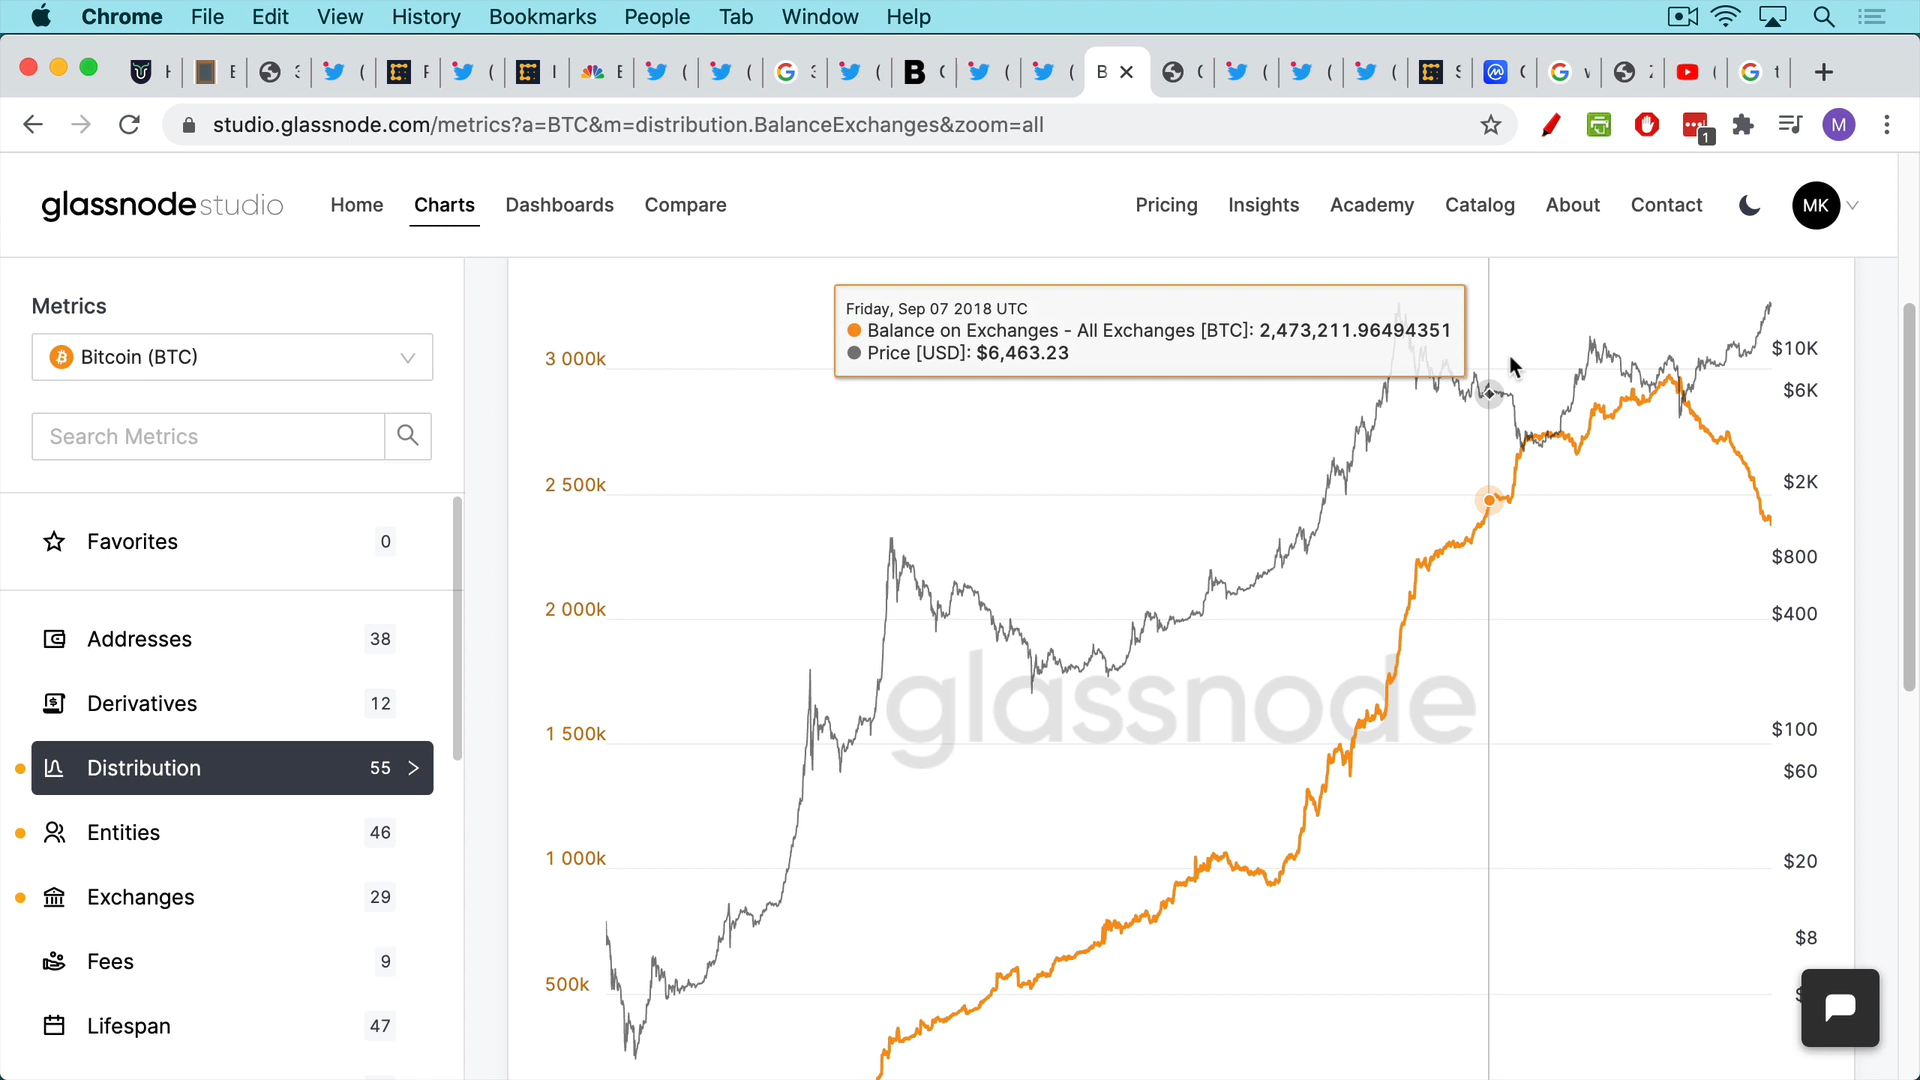 Chrome File Edit View History Bookmarks People Tab Window Help
B
studio.glassnode.com/metrics?a=BTC&m=distribution.BalanceExchanges&zoom=all
1
M
glassnodestudio
Home Charts Dashboards Compare
Pricing Insights Academy Catalog About Contact
MK
Metrics
Bitcoin (BTC)
Search Metrics
Favorites 0
Addresses 38
Derivatives 12
Distribution 55
Entities 46
Exchanges 29
Fees 9
Lifespan 47
Friday, Sep 07 2018 UTC
Balance on Exchanges - All Exchanges [BTC]: 2,473,211.96494351
Price [USD]: $6,463.23
3 000k
2 500k
2 000k
1 500k
1 000k
500k
$10K
$6K
$2K
$800
$400
$100
$60
$20
$8
glassnode